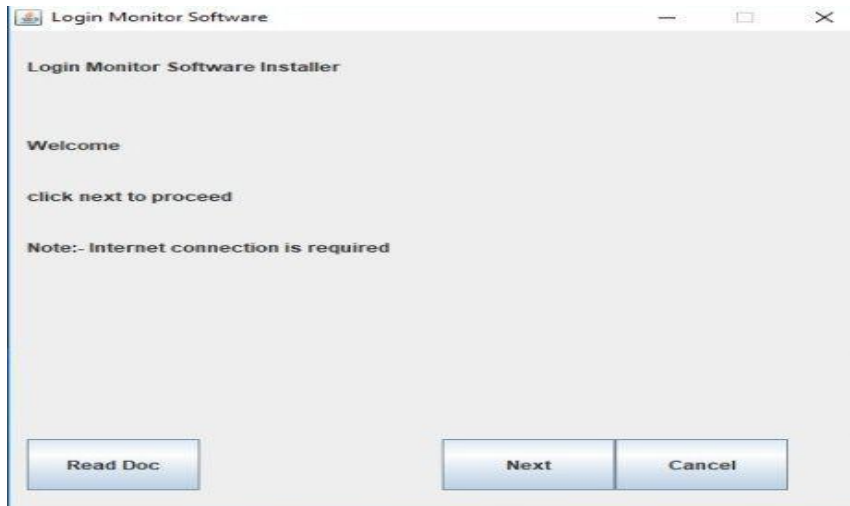 Login Monitor Software
Login Monitor Software Installer
Welcome
click next to proceed
Note:- Internet connection is required
Read Doc
Next
Cancel